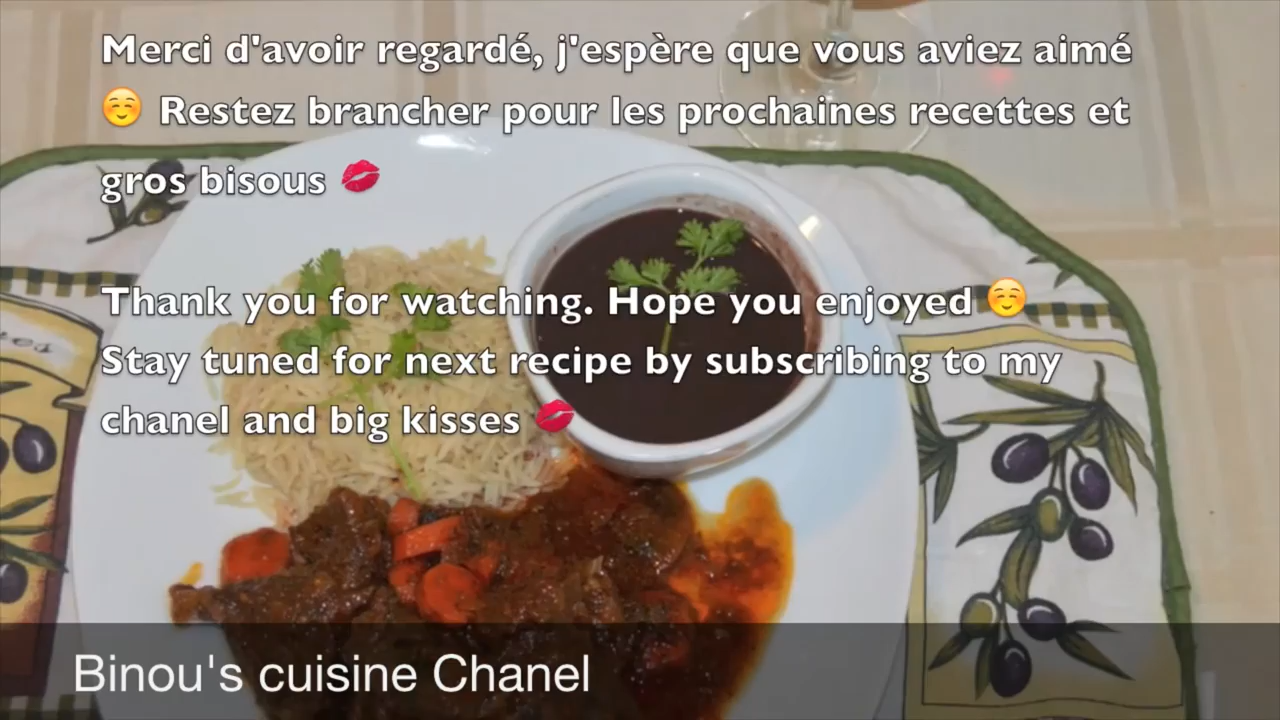 Merci d'avoir regardé, j'espère que vous aviez aimé
☺️ Restez brancher pour les prochaines recettes et
gros bisous 💋
Thank you for watching. Hope you enjoyed ☺️
Stay tuned for next recipe by subscribing to my
chanel and big kisses 💋
Binou's cuisine Chanel